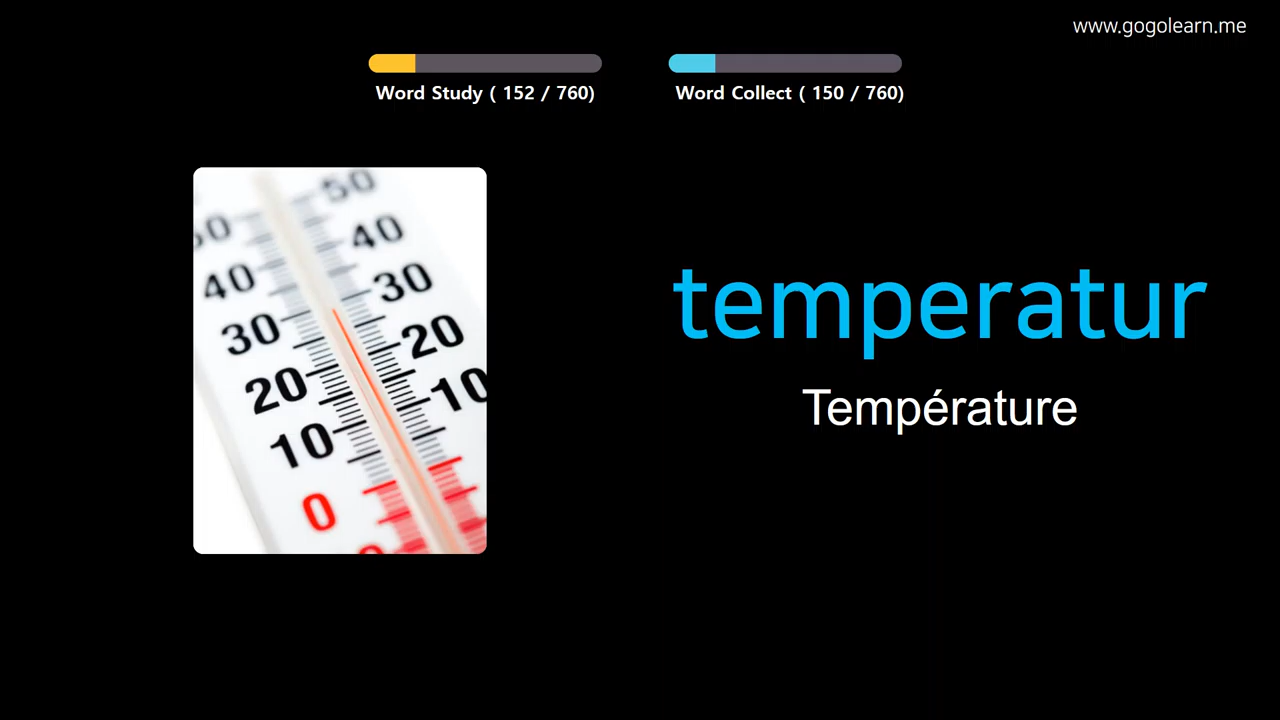 www.gogolearn.me
Word Study ( 152 / 760)
Word Collect ( 150 / 760)
50
50 40
40 30
30 20
20 10
10
0
temperatur
Température